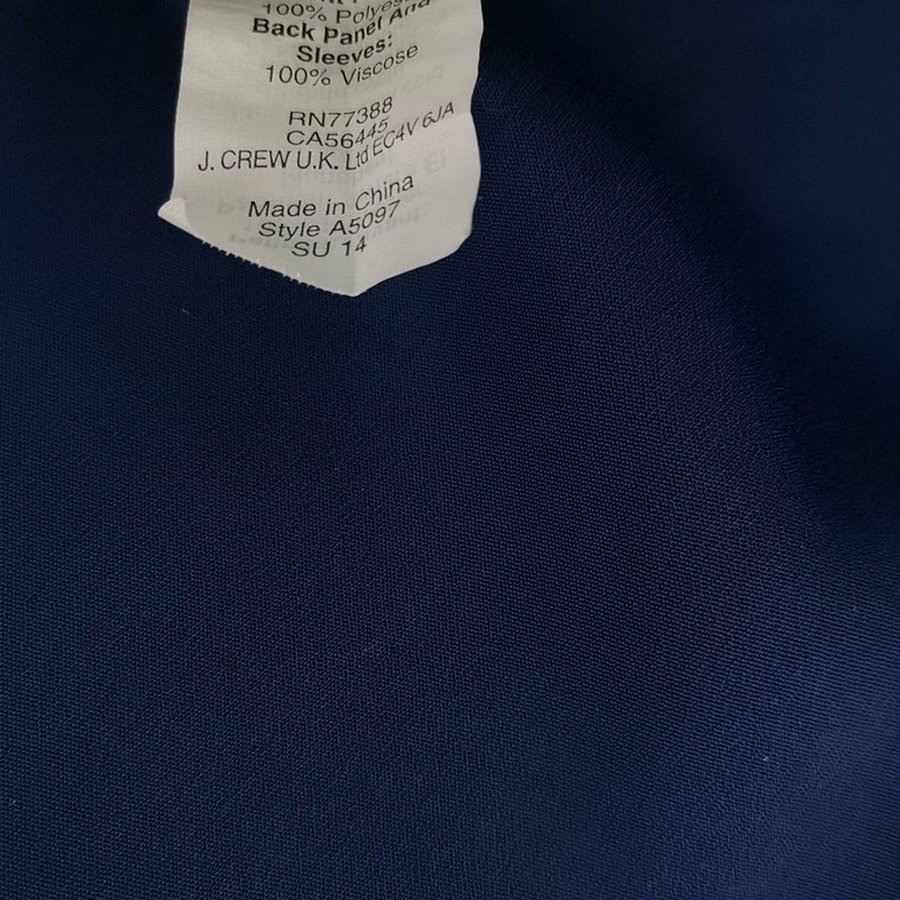 100% Polyes
Back Panel And
Sleeves:
100% Viscose
RN77388
CA56445
J. CREW U.K. Ltd EC4V 6JA
Made in China
Style A5097
SU 14